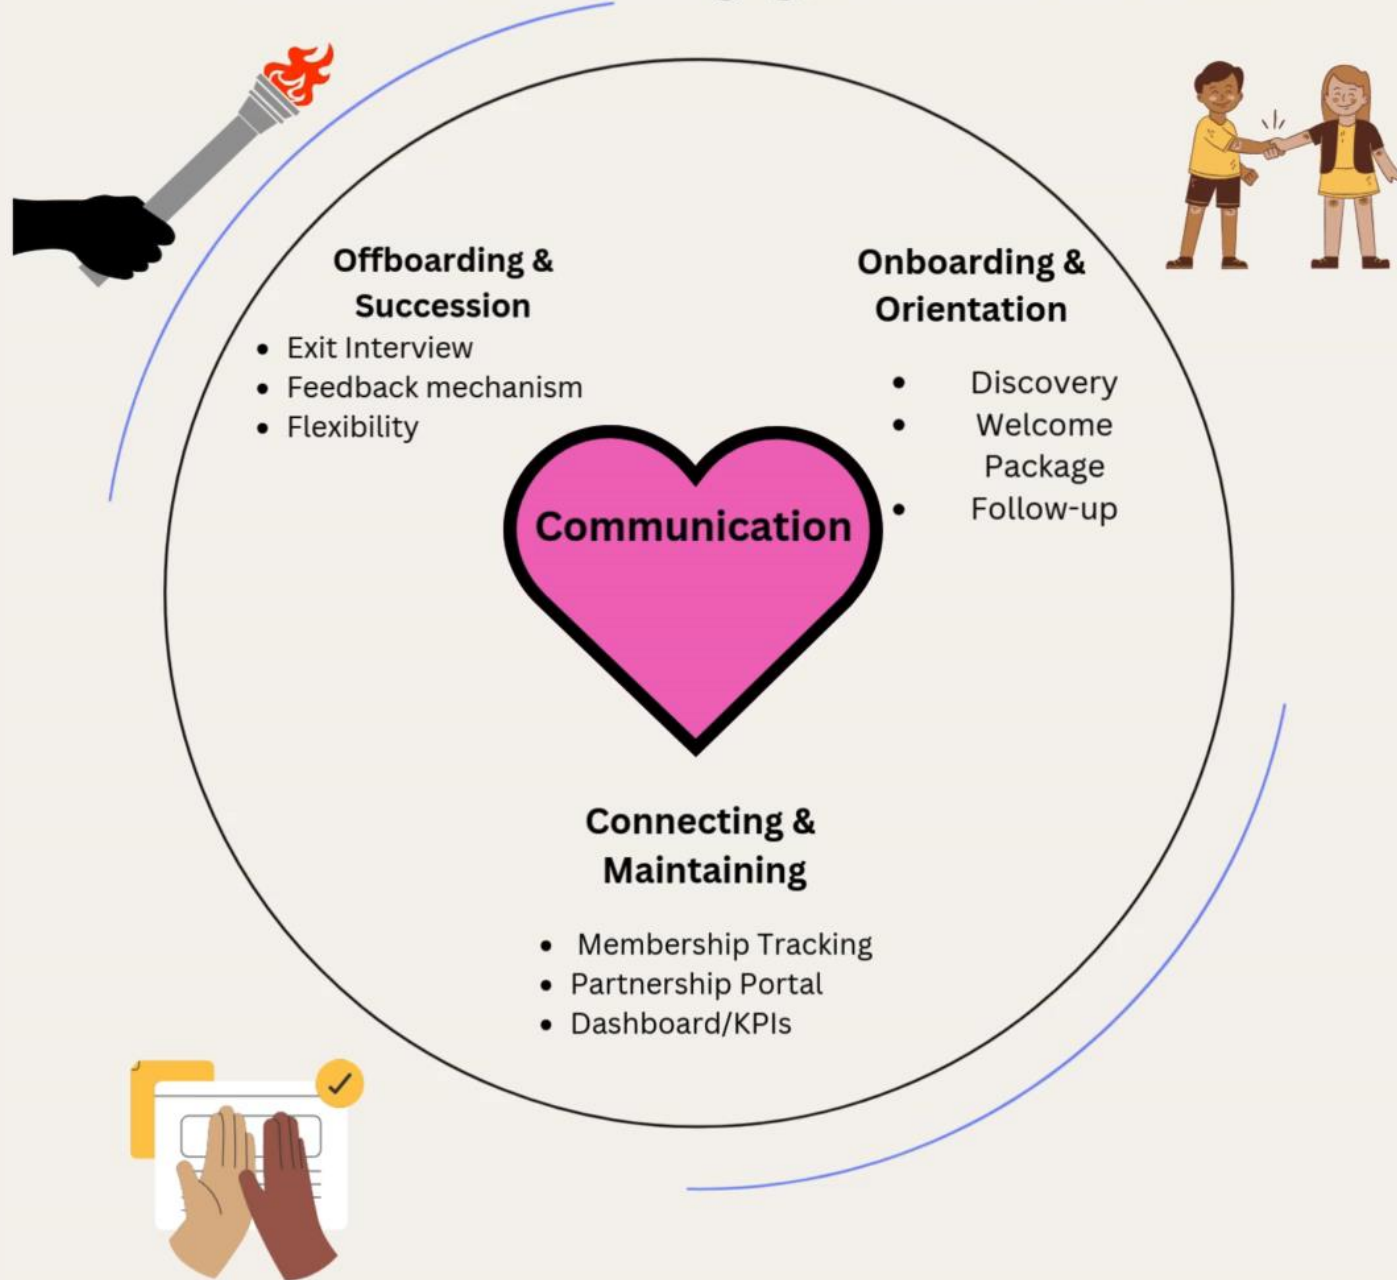 Offboarding &
Succession
• Exit Interview
• Feedback mechanism
• Flexibility
Onboarding &
Orientation
• Discovery
• Welcome
Package
• Follow-up
Communication
Connecting &
Maintaining
• Membership Tracking
• Partnership Portal
• Dashboard/KPIs